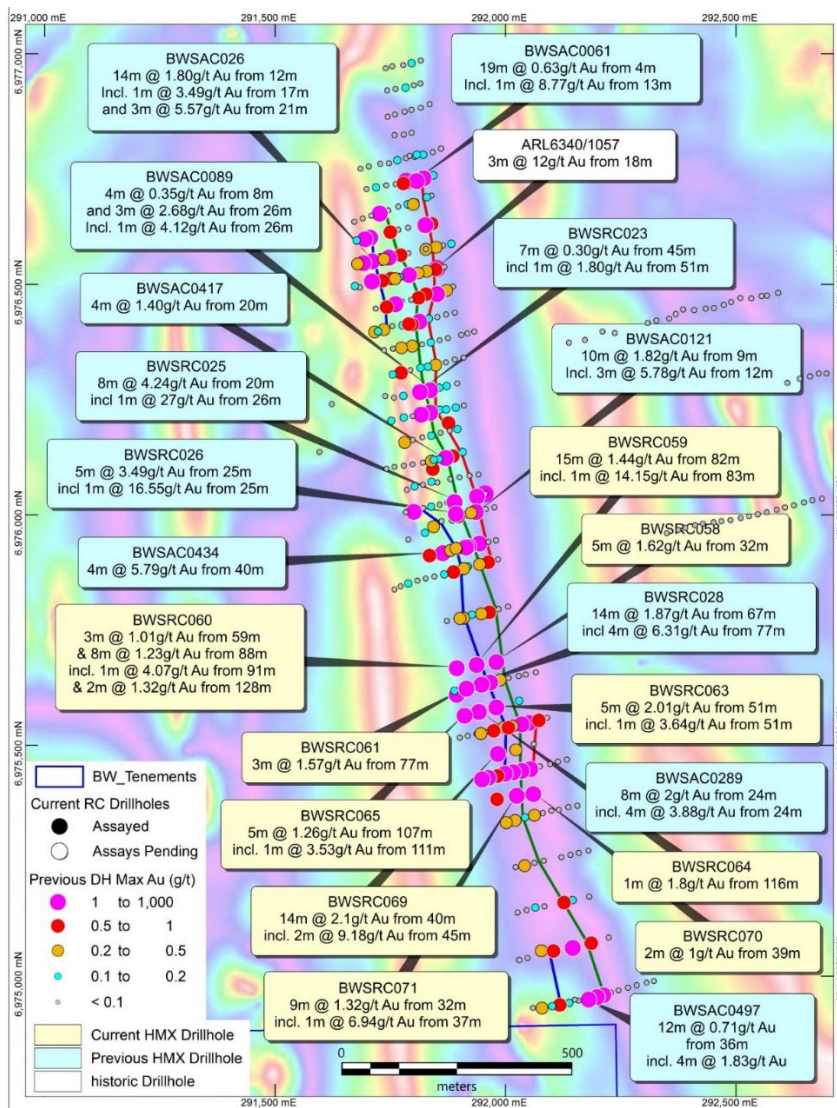 291,000 mE
291,500 mE
292,000 mE
292,500 mE
6,977,000 mN
6,976,500 mN
6,976,000 mN
6,975,500 mN
6,975,000 mN
BWSAC026
14m @ 1.80g/t Au from 12m
Incl. 1m @ 3.49g/t Au from 17m
and 3m @ 5.57g/t Au from 21m
BWSAC0061
19m @ 0.63g/t Au from 4m
Incl. 1m @ 8.77g/t Au from 13m
ARL6340/1057
3m @ 12g/t Au from 18m
BWSAC0089
4m @ 0.35g/t Au from 8m
and 3m @ 2.68g/t Au from 26m
Incl. 1m @ 4.12g/t Au from 26m
BWSRC023
7m @ 0.30g/t Au from 45m
incl 1m @ 1.80g/t Au from 51m
BWSAC0417
4m @ 1.40g/t Au from 20m
BWSAC0121
10m @ 1.82g/t Au from 9m
Incl. 3m @ 5.78g/t Au from 12m
BWSRC025
8m @ 4.24g/t Au from 20m
incl 1m @ 27g/t Au from 26m
BWSRC059
15m @ 1.44g/t Au from 82m
incl. 1m @ 14.15g/t Au from 83m
BWSRC026
5m @ 3.49g/t Au from 25m
incl 1m @ 16.55g/t Au from 25m
BWSRC058
5m @ 1.62g/t Au from 32m
BWSAC0434
4m @ 5.79g/t Au from 40m
BWSRC028
14m @ 1.87g/t Au from 67m
incl 4m @ 6.31g/t Au from 77m
BWSRC060
3m @ 1.01g/t Au from 59m
& 8m @ 1.23g/t Au from 88m
incl. 1m @ 4.07g/t Au from 91m
& 2m @ 1.32g/t Au from 128m
BWSRC063
5m @ 2.01g/t Au from 51m
incl. 1m @ 3.64g/t Au from 51m
BWSRC061
3m @ 1.57g/t Au from 77m
BWSAC0289
8m @ 2g/t Au from 24m
incl. 4m @ 3.88g/t Au from 24m
BWSRC065
5m @ 1.26g/t Au from 107m
incl. 1m @ 3.53g/t Au from 111m
BWSRC064
1m @ 1.8g/t Au from 116m
BWSRC069
14m @ 2.1g/t Au from 40m
incl. 2m @ 9.18g/t Au from 45m
BWSRC070
2m @ 1g/t Au from 39m
BWSRC071
9m @ 1.32g/t Au from 32m
incl. 1m @ 6.94g/t Au from 37m
BWSAC0497
12m @ 0.71g/t Au
from 36m
incl. 4m @ 1.83g/t Au
BW_Tenements
Current RC Drillholes
Assayed
Assays Pending
Previous DH Max Au (g/t)
1 to 1,000
0.5 to 1
0.2 to 0.5
0.1 to 0.2
< 0.1
Current HMX Drillhole
Previous HMX Drillhole
historic Drillhole
0 500
meters